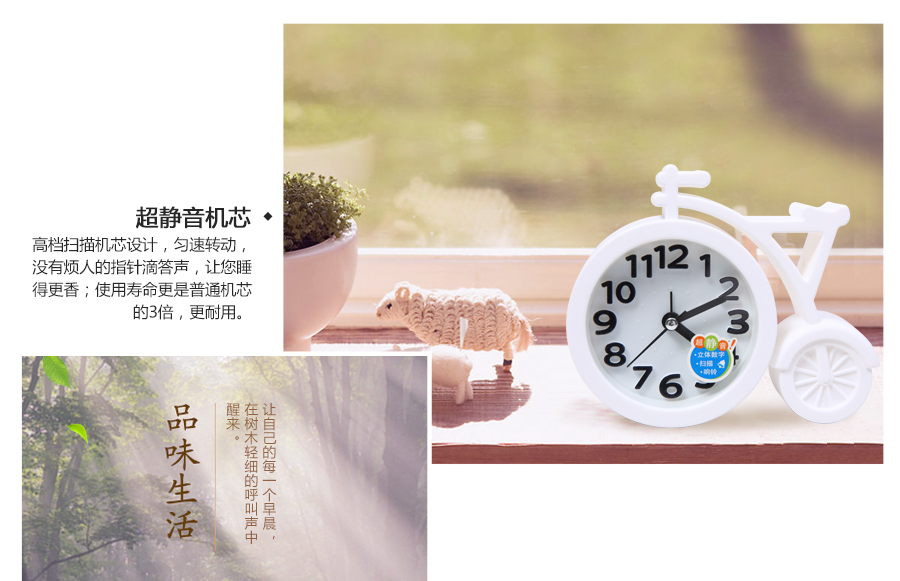 超静音机芯
高档扫描机芯设计，匀速转动，
没有烦人的指针滴答声，让您睡
得更香；使用寿命更是普通机芯
的3倍，更耐用。
12
11
1
10
2
9
3
8
7
6
超静音!
·立体数字
·扫描
·响铃
品味生活
让自己的每一个早晨，
在树木轻细的呼叫声中
醒来。